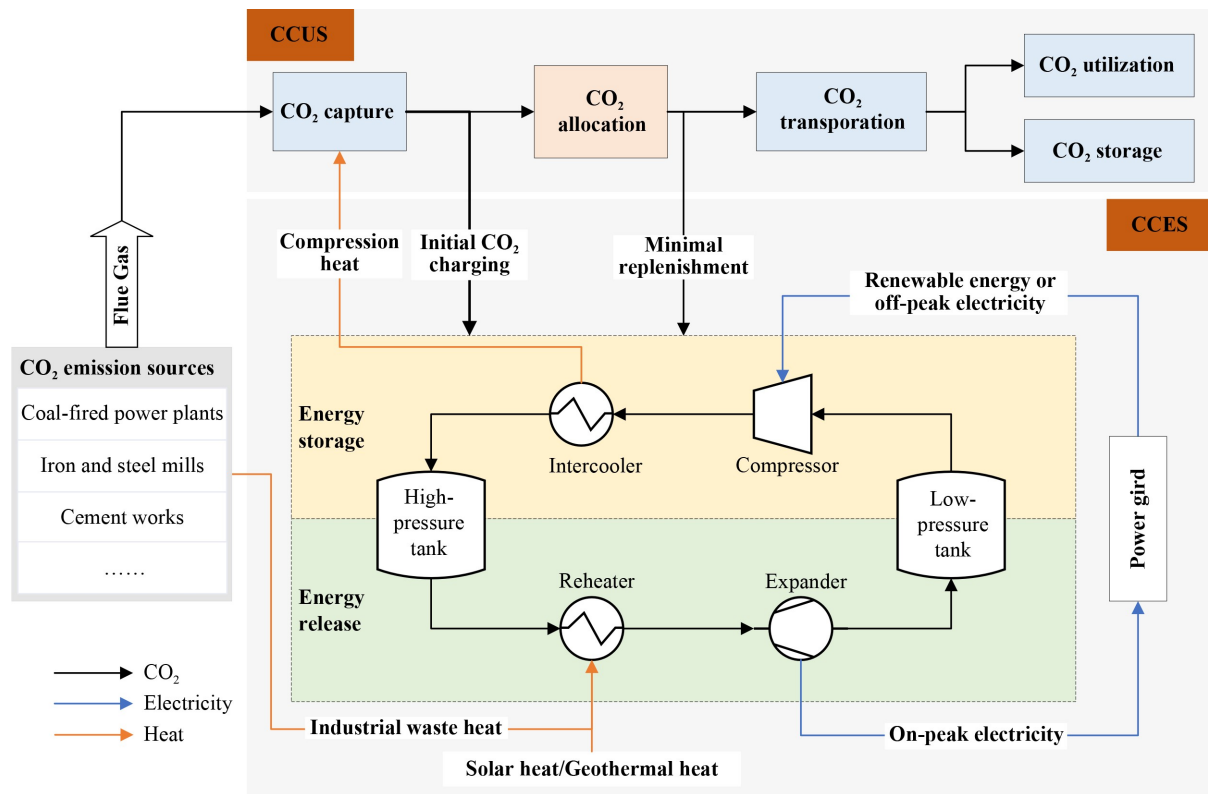 CCUS
CO₂ capture
CO₂
allocation
CO₂
transporation
CO₂ utilization
CO₂ storage
CCES
Compression
heat
Initial CO₂
charging
Minimal
replenishment
Renewable energy or
off-peak electricity
Flue Gas
CO₂ emission sources
Coal-fired power plants
Iron and steel mills
Cement works
……
Energy
storage
Intercooler
Compressor
High-
pressure
tank
Low-
pressure
tank
Power gird
Energy
release
Reheater
Expander
CO₂
Electricity
Heat
Industrial waste heat
On-peak electricity
Solar heat/Geothermal heat